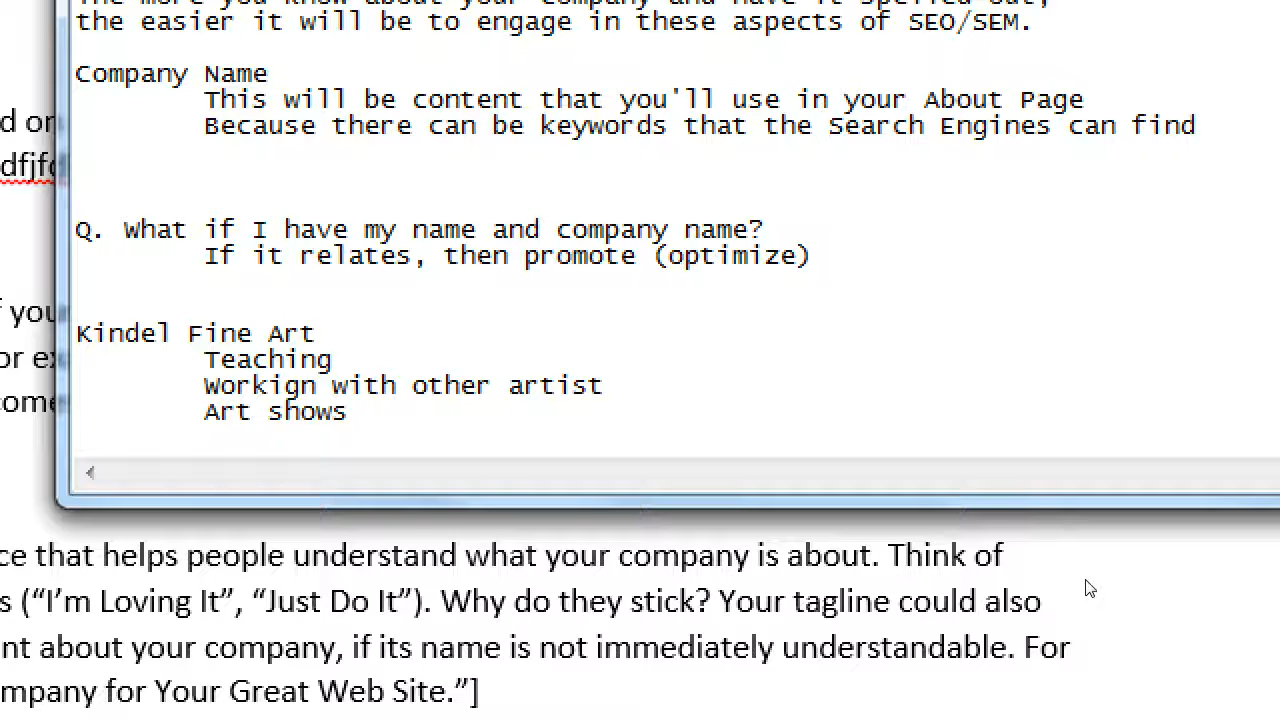 the easier it will be to engage in these aspects of SEO/SEM.
Company Name
This will be content that you'll use in your About Page
Because there can be keywords that the Search Engines can find
Q. What if I have my name and company name?
If it relates, then promote (optimize)
Kindel Fine Art
Teaching
Workign with other artist
Art shows
ce that helps people understand what your company is about. Think of
s (“I’m Loving It”, “Just Do It”). Why do they stick? Your tagline could also
nt about your company, if its name is not immediately understandable. For
mpany for Your Great Web Site.”]